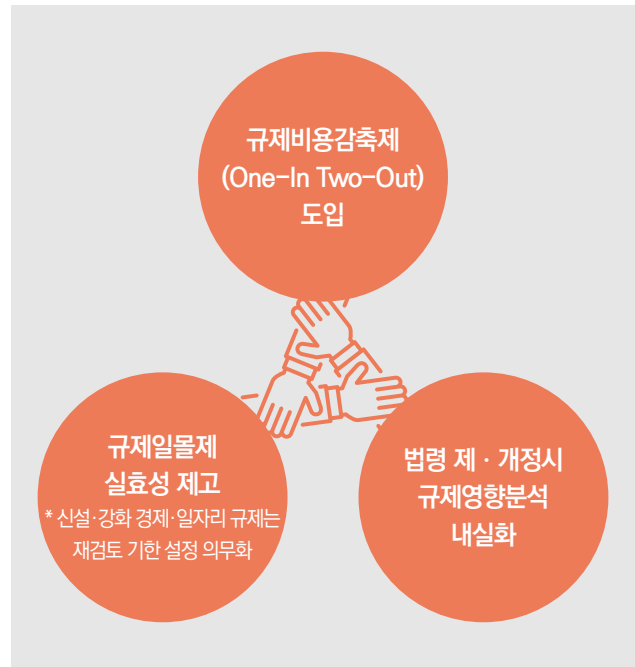 규제비용감축제
(One-In Two-Out)
도입
규제일몰제
실효성 제고
* 신설·강화 경제·일자리 규제는
재검토 기한 설정 의무화
법령 제 · 개정시
규제영향분석
내실화